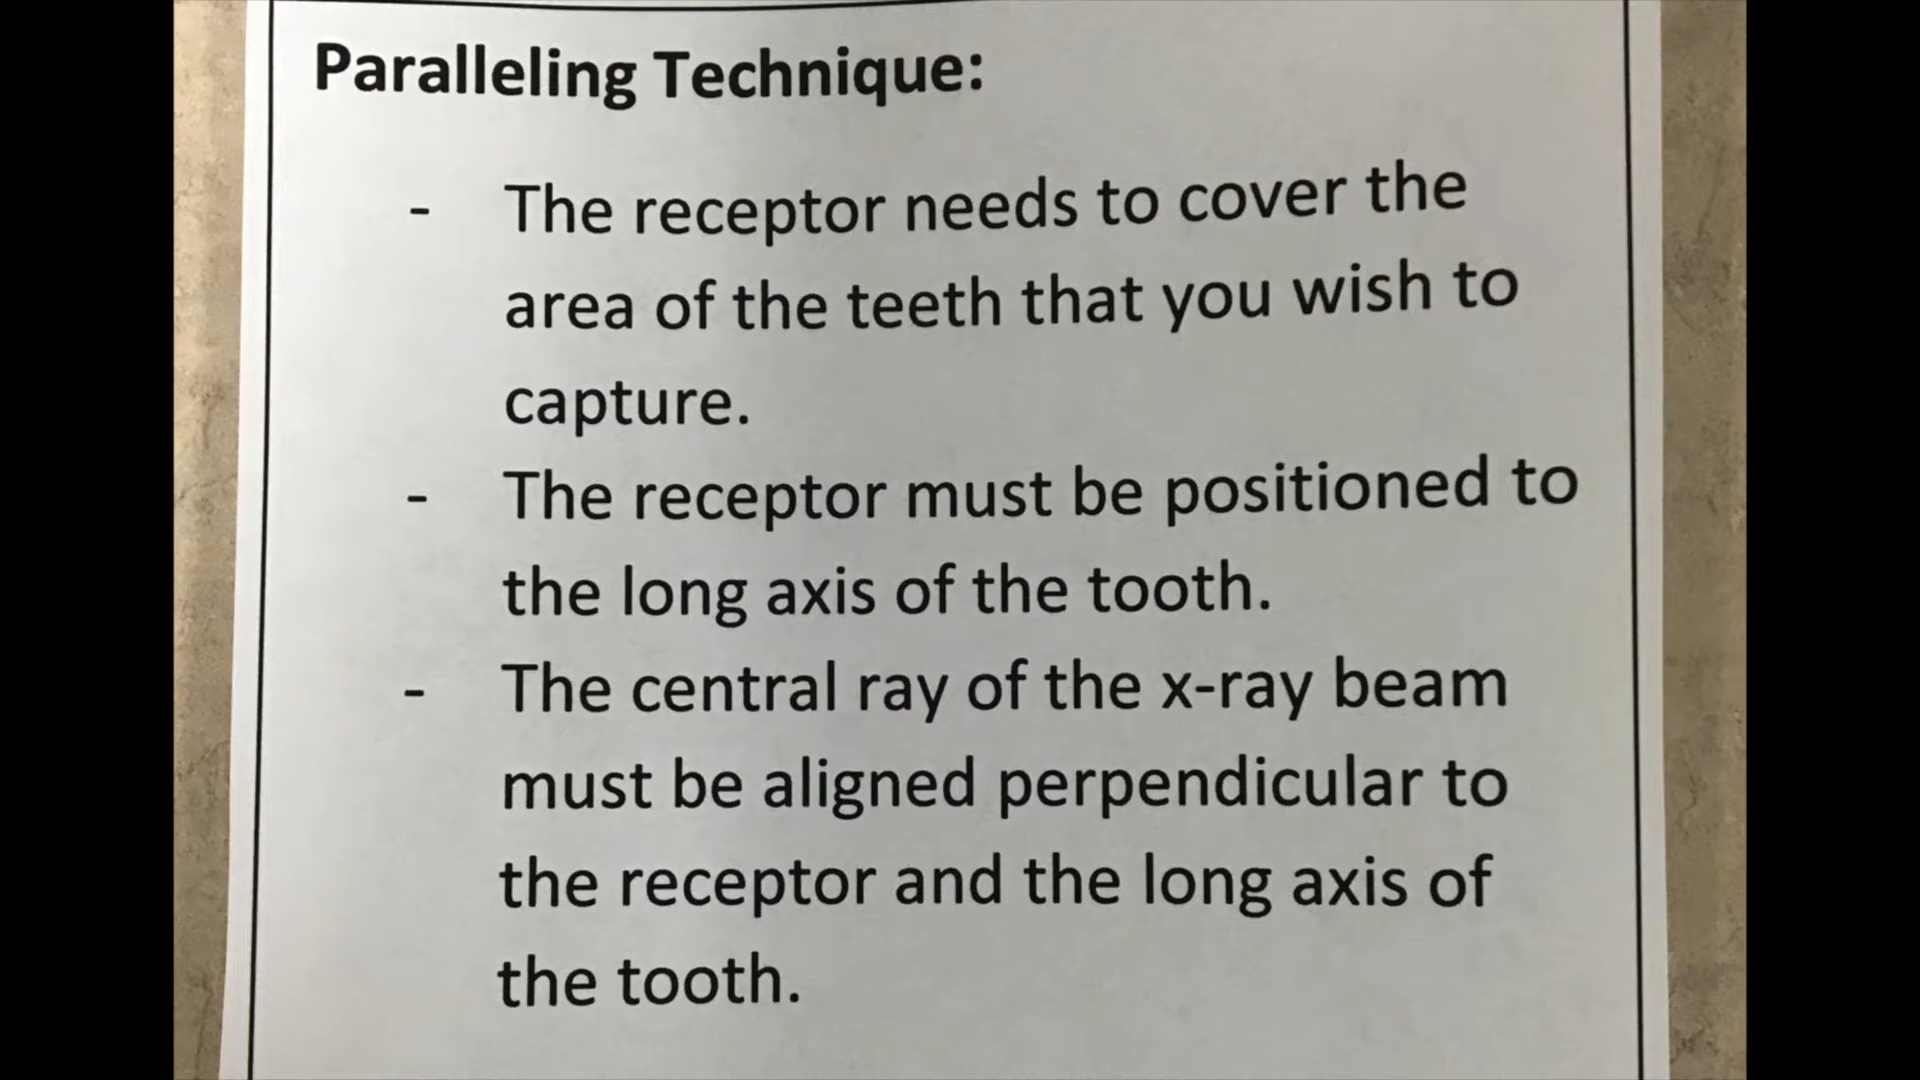 Paralleling Technique:
- The receptor needs to cover the
area of the teeth that you wish to
capture.
- The receptor must be positioned to
the long axis of the tooth.
- The central ray of the x-ray beam
must be aligned perpendicular to
the receptor and the long axis of
the tooth.